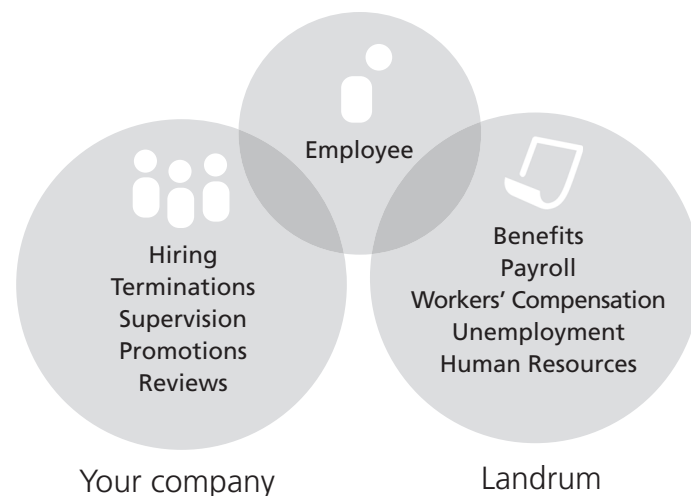 Employee
Hiring
Terminations
Supervision
Promotions
Reviews
Your company
Benefits
Payroll
Workers’ Compensation
Unemployment
Human Resources
Landrum